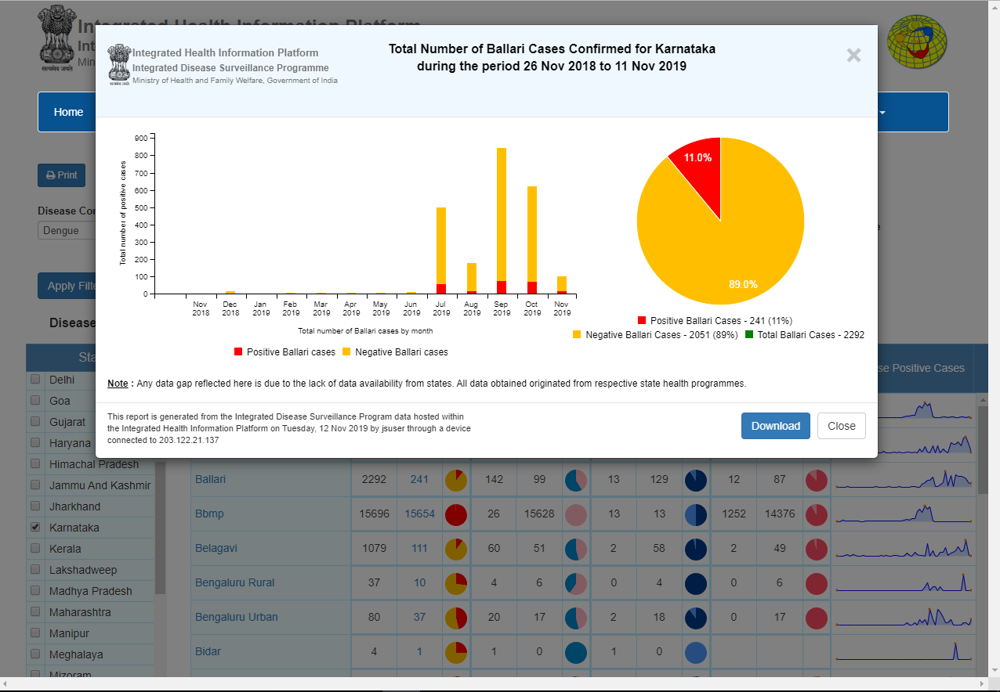 Integrated Health Information Platform
Home
Print
Disease
Dengue
Apply
Disease
Integrated Health Information Platform
Integrated Disease Surveillance Programme
Ministry of Health and Family Welfare, Government of India
सत्यमेव जयते
Total Number of Ballari Cases Confirmed for Karnataka
during the period 26 Nov 2018 to 11 Nov 2019
×
Total number of positive cases
900
800
700
600
500
400
300
200
100
0
Nov 2018
Dec 2018
Jan 2019
Feb 2019
Mar 2019
Apr 2019
May 2019
Jun 2019
Jul 2019
Aug 2019
Sep 2019
Oct 2019
Nov 2019
Total number of Ballari cases by month
Positive Ballari cases Negative Ballari cases
11.0%
89.0%
Positive Ballari Cases - 241 (11%)
Negative Ballari Cases - 2051 (89%) Total Ballari Cases - 2292
Note : Any data gap reflected here is due to the lack of data availability from states. All data obtained originated from respective state health programmes.
This report is generated from the Integrated Disease Surveillance Program data hosted within
the Integrated Health Information Platform on Tuesday, 12 Nov 2019 by jsuser through a device
connected to 203.122.21.137
Download Close
Positive Cases
Delhi
Goa
Gujarat
Haryana
Himachal Pradesh
Jammu And Kashmir
Jharkhand
Karnataka
Kerala
Lakshadweep
Madhya Pradesh
Maharashtra
Manipur
Meghalaya
Mizoram
Ballari 2292 241 142 99 13 129 12 87
Bbmp 15696 15654 26 15628 13 13 1252 14376
Belagavi 1079 111 60 51 2 58 2 49
Bengaluru Rural 37 10 4 6 0 4 0 6
Bengaluru Urban 80 37 20 17 2 18 0 17
Bidar 4 1 1 0 1 0